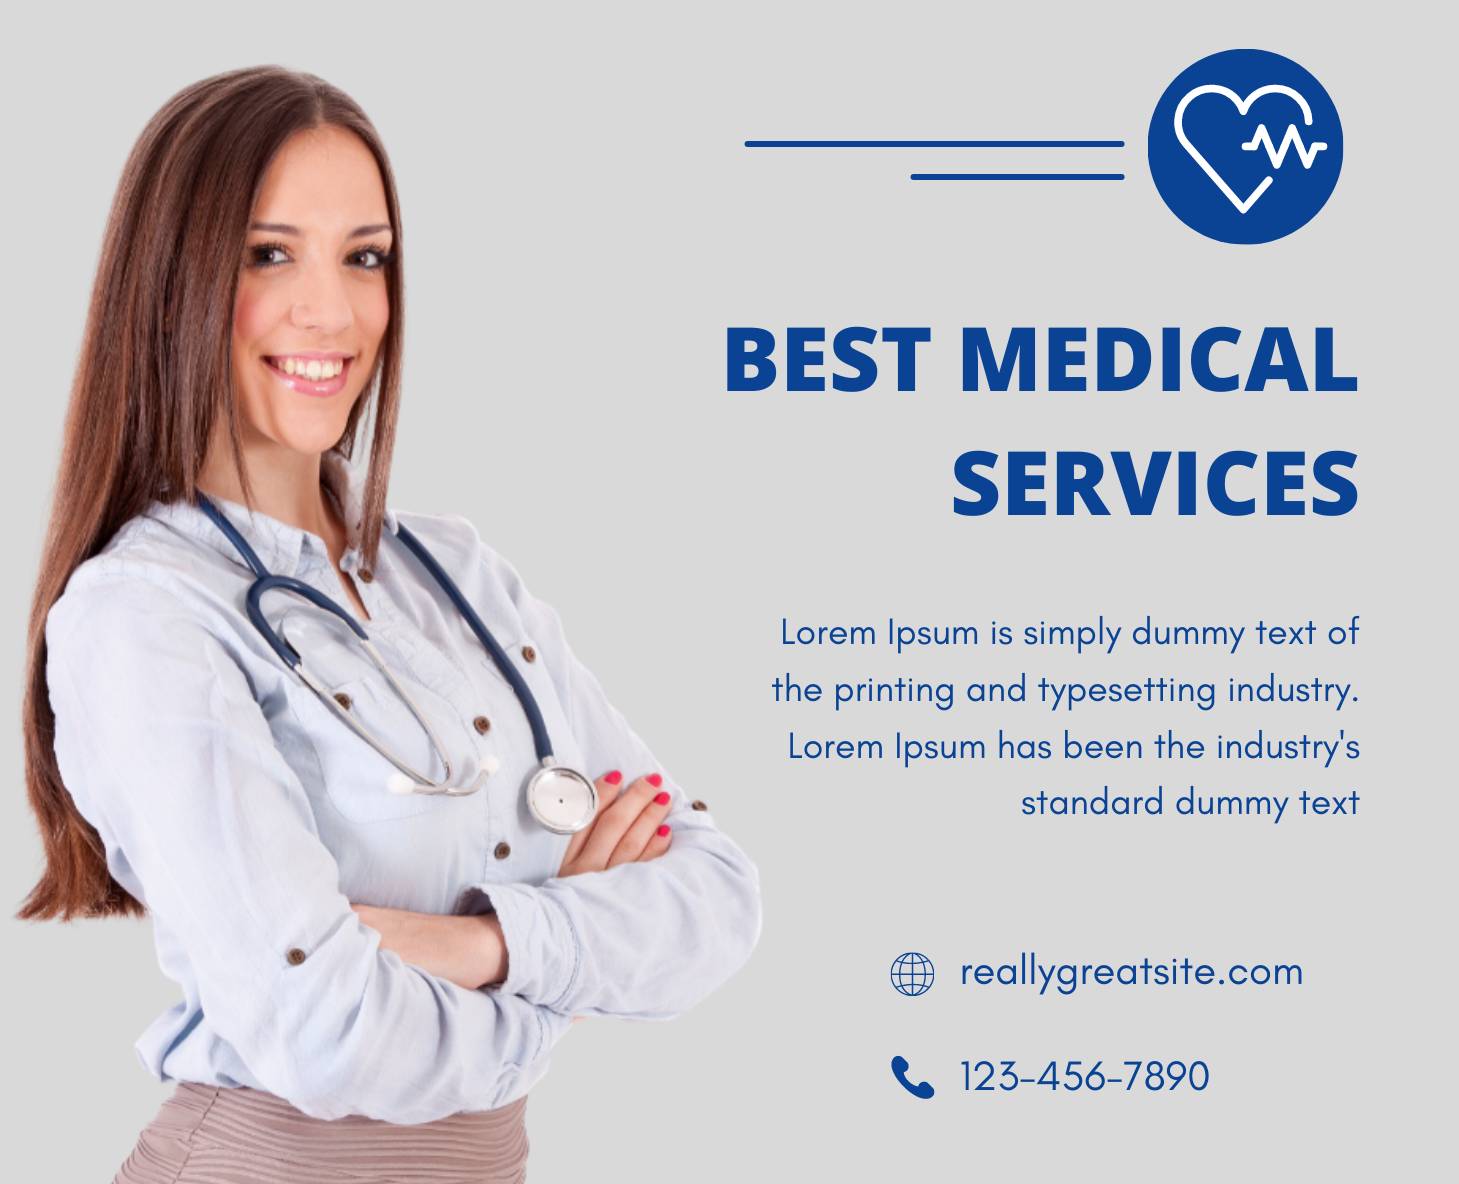 BEST MEDICAL
SERVICES
Lorem Ipsum is simply dummy text of
the printing and typesetting industry.
Lorem Ipsum has been the industry's
standard dummy text
reallygreatsite.com
123-456-7890